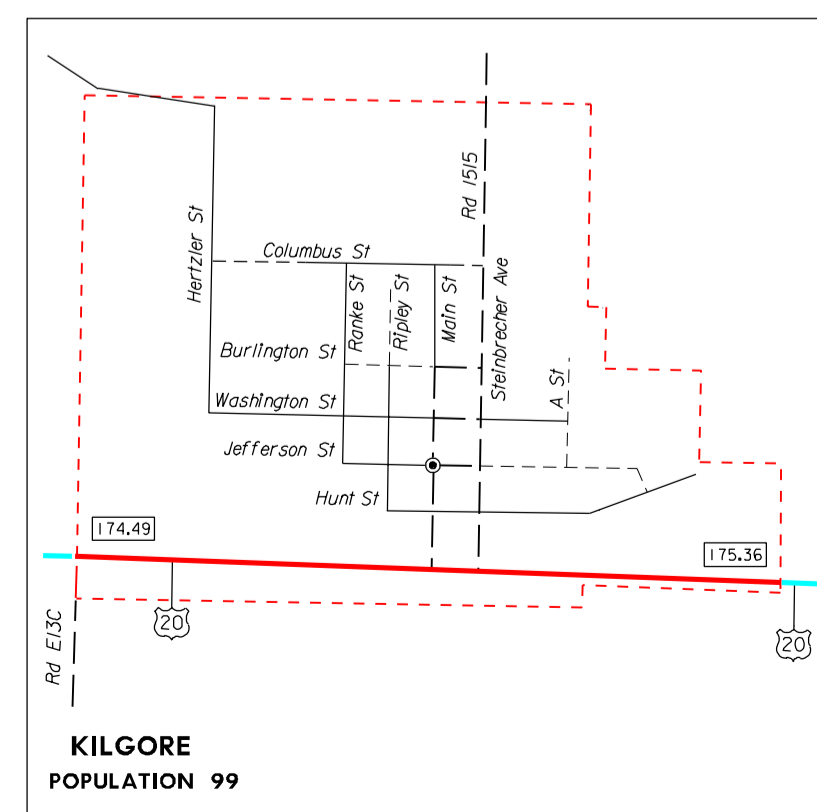 Rd 1515
Hertzler St
Columbus St
Ranke St
Ripley St
Main St
Steinbrecher Ave
Burlington St
A St
Washington St
Jefferson St
Hunt St
174.49
175.36
20
20
Rd E13C
KILGORE
POPULATION 99